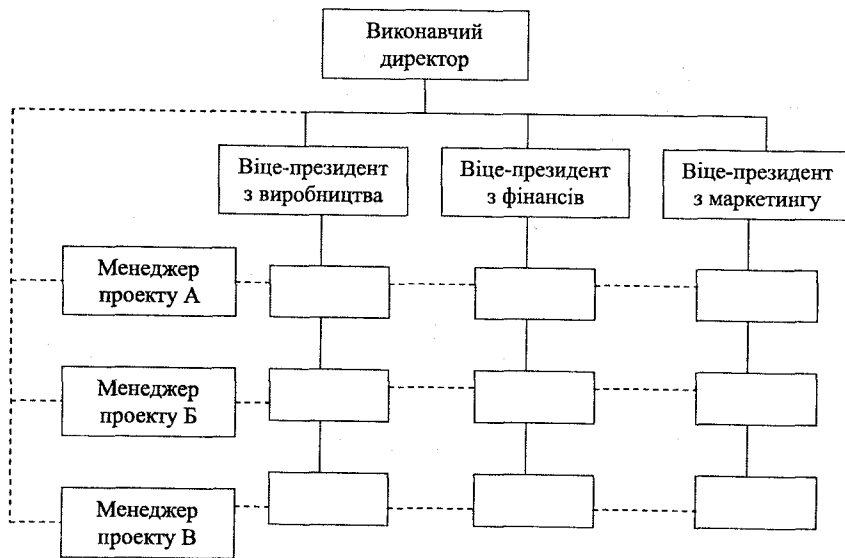 Виконавчий
директор
Віце-президент
з виробництва
Віце-президент
з фінансів
Віце-президент
з маркетингу
Менеджер
проекту А
Менеджер
проекту Б
Менеджер
проекту В